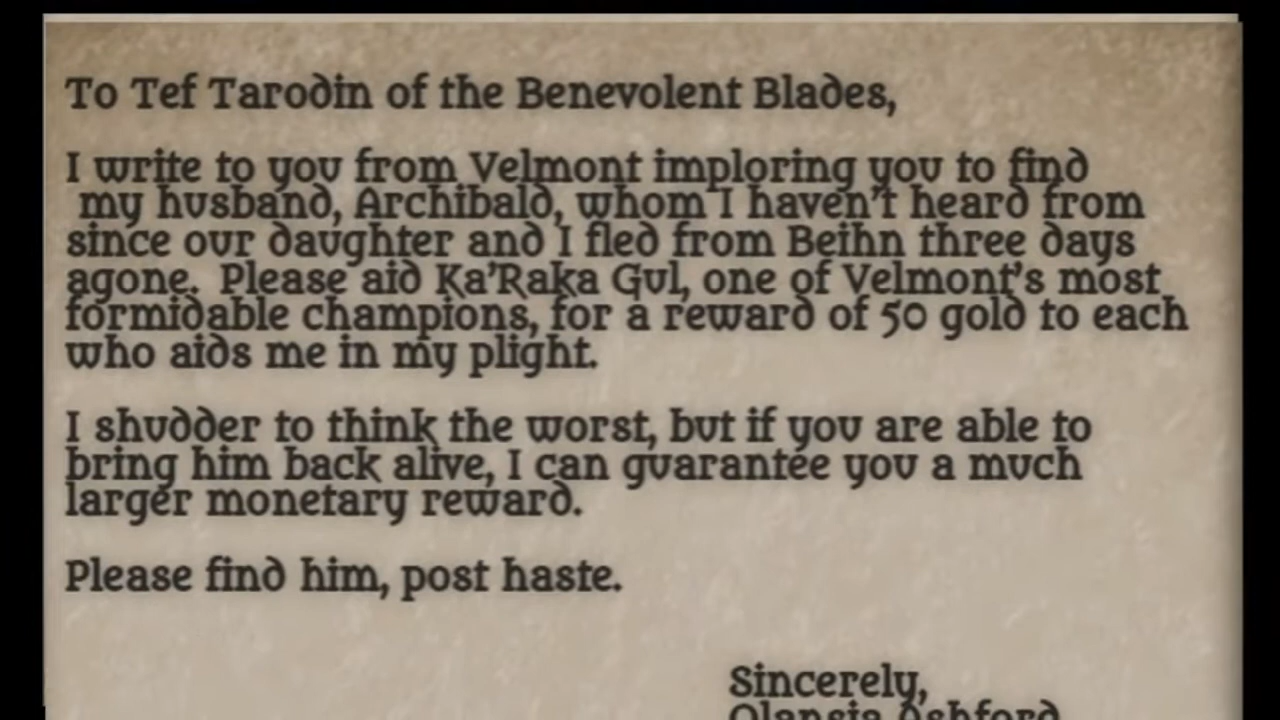 To Tef Tarodin of the Benevolent Blades,
I write to you from Velmont imploring you to find
my husband, Archibald, whom I haven't heard from
since our daughter and I fled from Beihn three days
agone. Please aid Ka'Raka Gul, one of Velmont's most
formidable champions, for a reward of 50 gold to each
who aids me in my plight.
I shudder to think the worst, but if you are able to
bring him back alive, I can guarantee you a much
larger monetary reward.
Please find him, post haste.
Sincerely,
Ashford